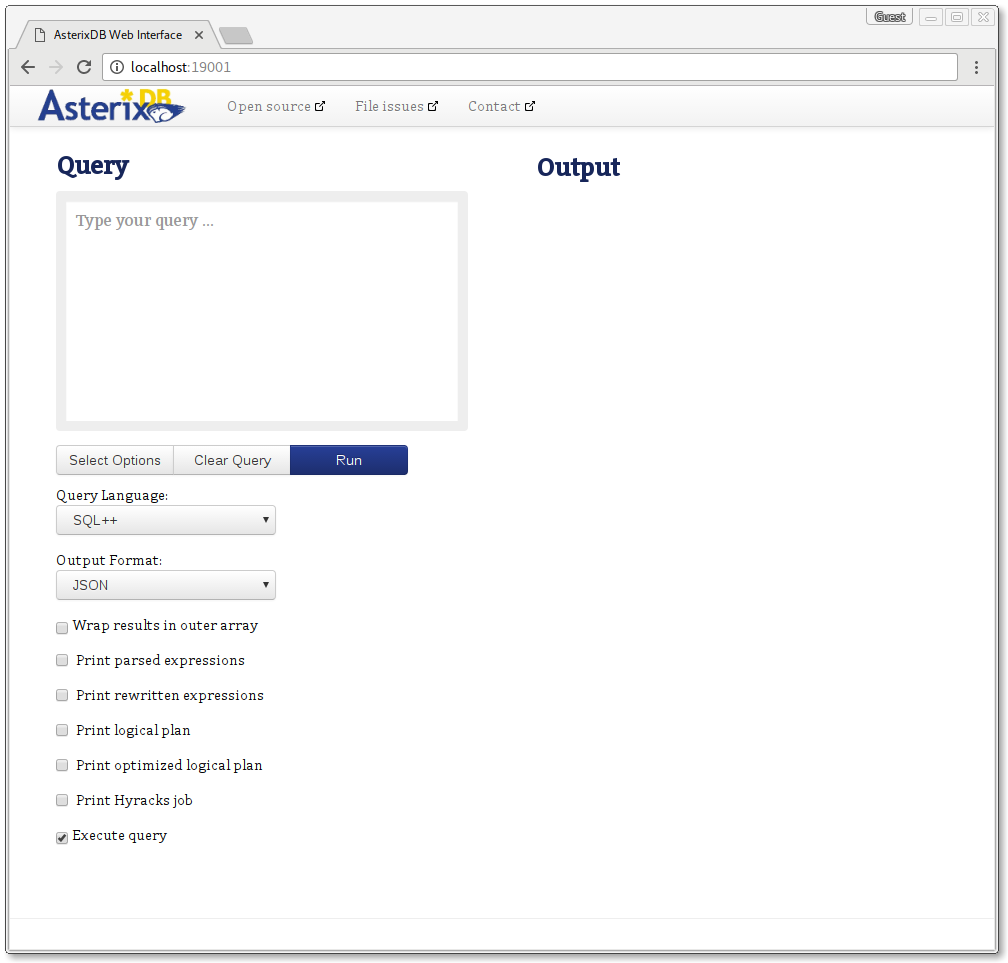 Guest
AsterixDB Web Interface
localhost:19001
Asterix*DB
Open source
File issues
Contact
Query
Output
Type your query ...
Select Options
Clear Query
Run
Query Language:
SQL++
Output Format:
JSON
Wrap results in outer array
Print parsed expressions
Print rewritten expressions
Print logical plan
Print optimized logical plan
Print Hyracks job
Execute query